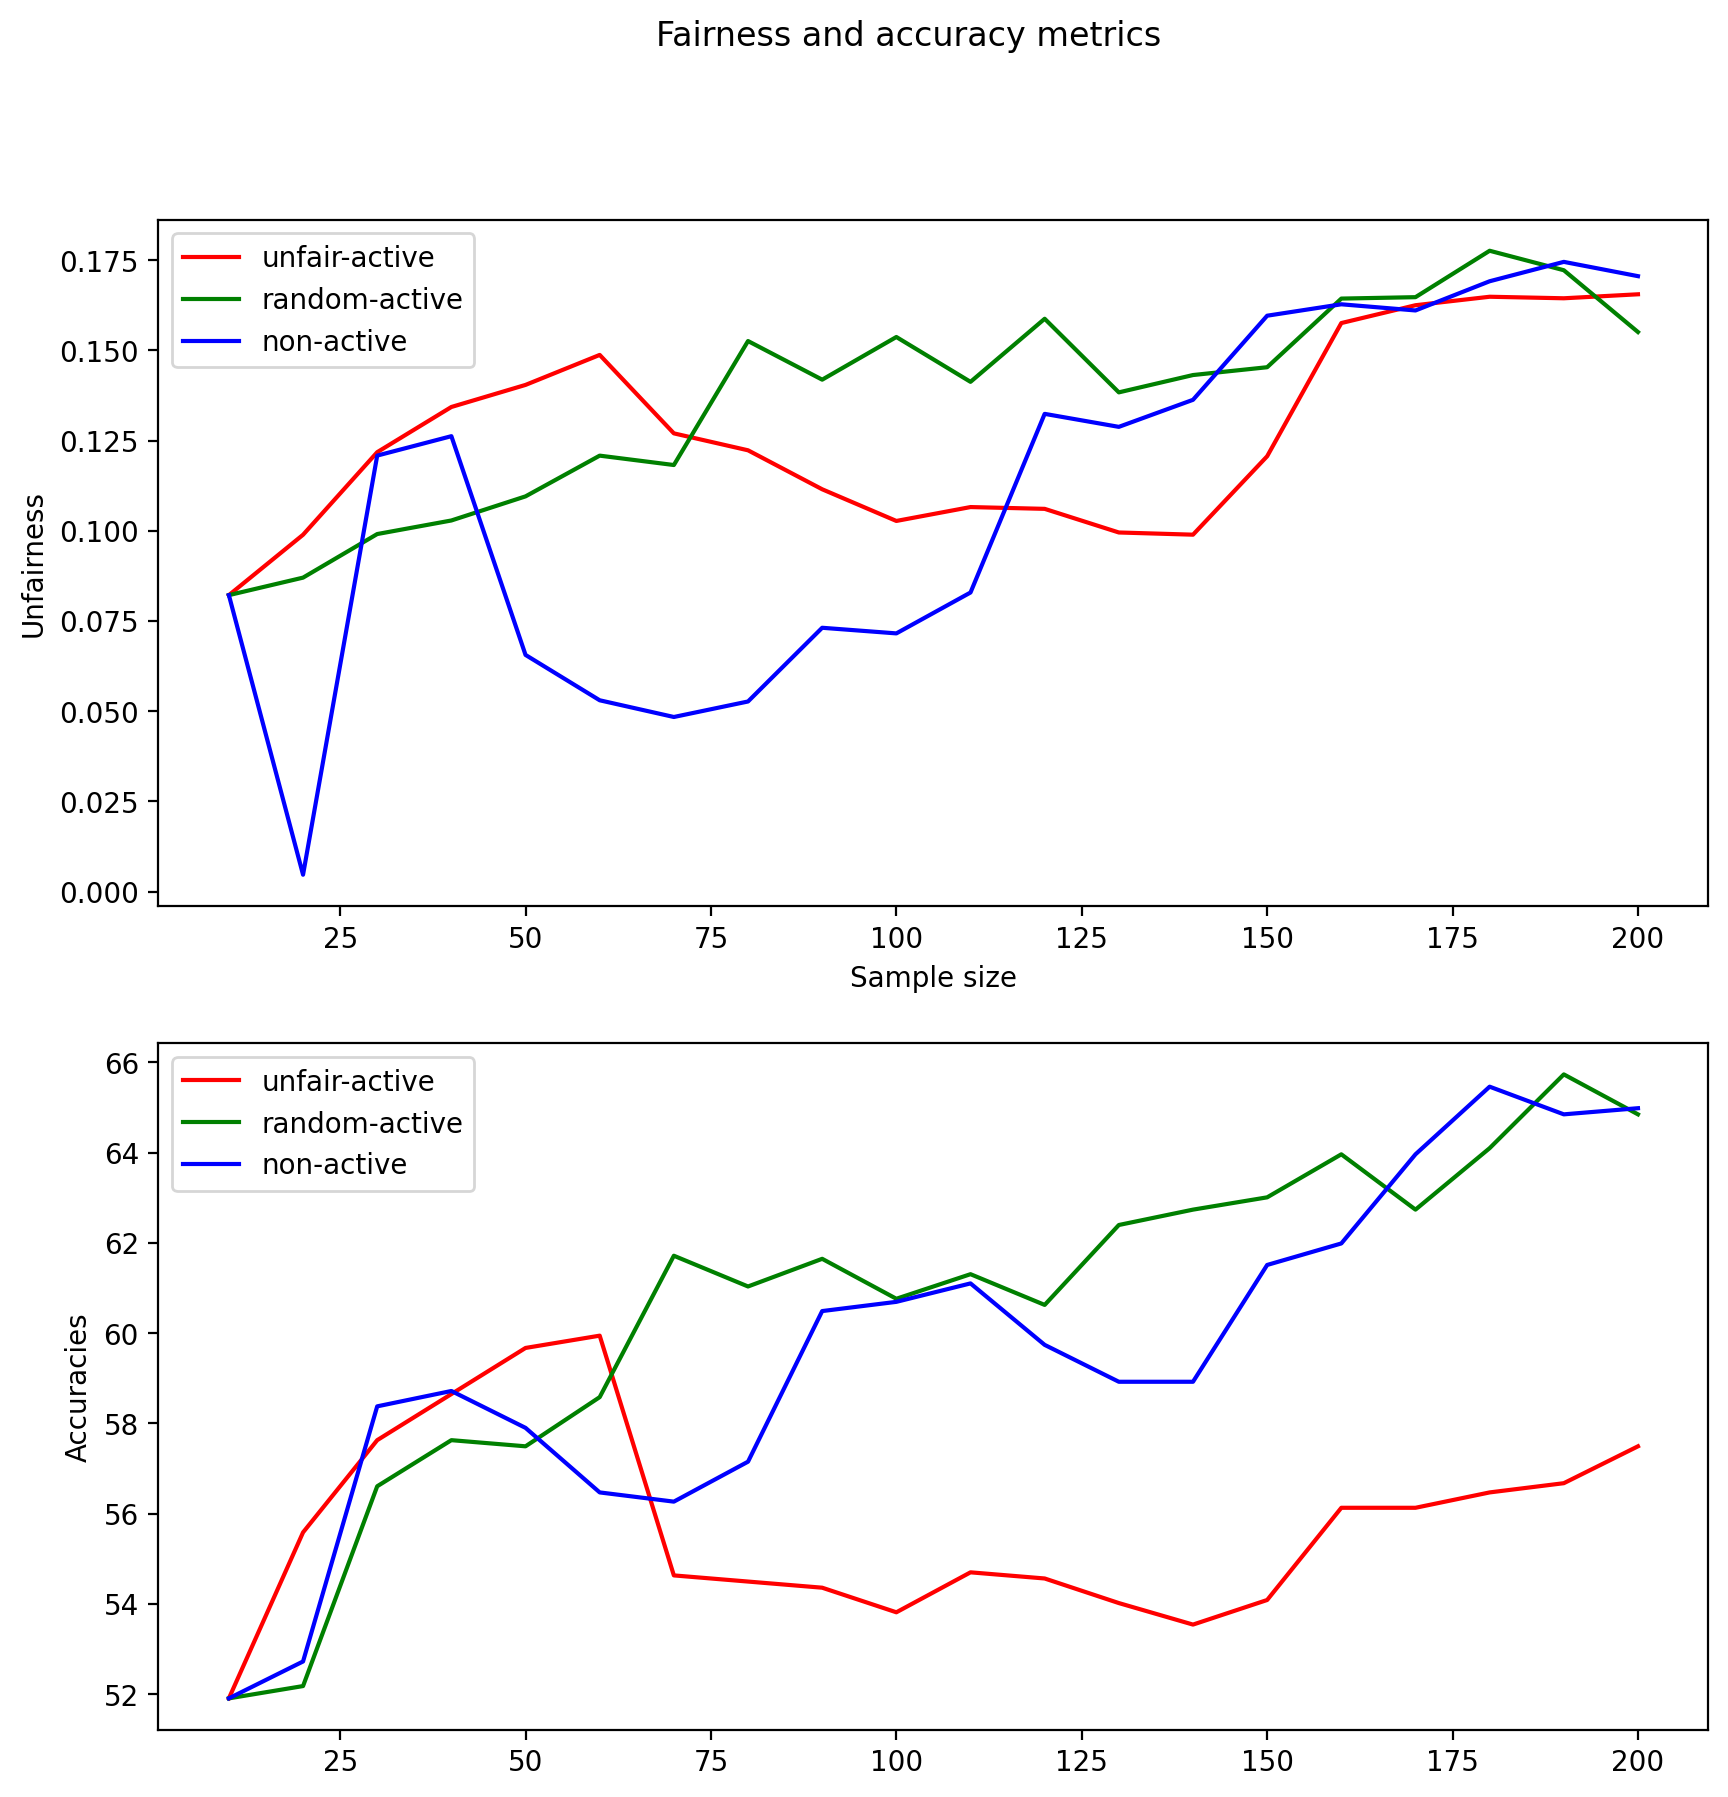 Fairness and accuracy metrics
unfair-active
random-active
non-active
0.175
0.150
0.125
0.100
0.075
0.050
0.025
0.000
Unfairness
25 50 75 100 125 150 175 200
Sample size
unfair-active
random-active
non-active
66
64
62
60
58
56
54
52
Accuracies
25 50 75 100 125 150 175 200